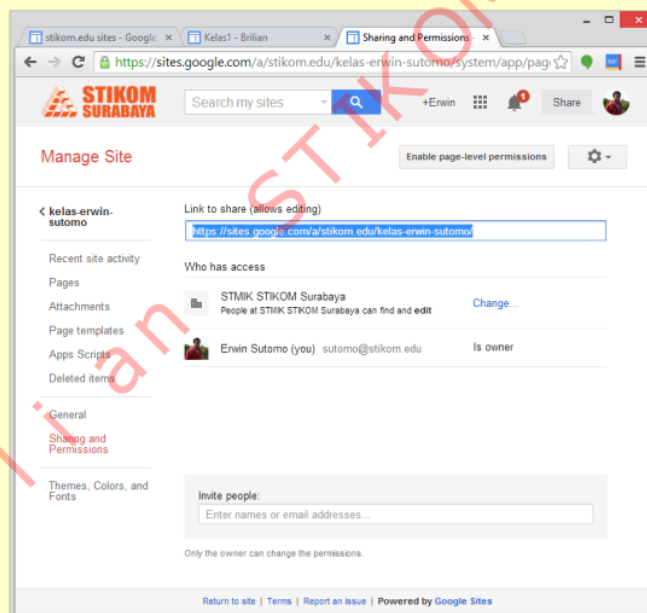 stikom.edu sites - Google
Kelas1 - Brilian
Sharing and Permissions -
https://sites.google.com/a/stikom.edu/kelas-erwin-sutomo/system/app/pag
STIKOM
SURABAYA
Search my sites
+Erwin
1
Share
Manage Site
Enable page-level permissions
kelas-erwin-
sutomo
Link to share (allows editing)
https://sites.google.com/a/stikom.edu/kelas-erwin-sutomo/
Recent site activity
Who has access
Pages
Attachments
Page templates
Apps Scripts
Deleted items
STMIK STIKOM Surabaya
People at STMIK STIKOM Surabaya can find and edit
Change...
Erwin Sutomo (you) sutomo@stikom.edu
Is owner
General
Sharing and
Permissions
Themes, Colors, and
Fonts
Invite people:
Enter names or email addresses...
Only the owner can change the permissions.
Return to site | Terms | Report an Issue | Powered by Google Sites
lian STIKOM